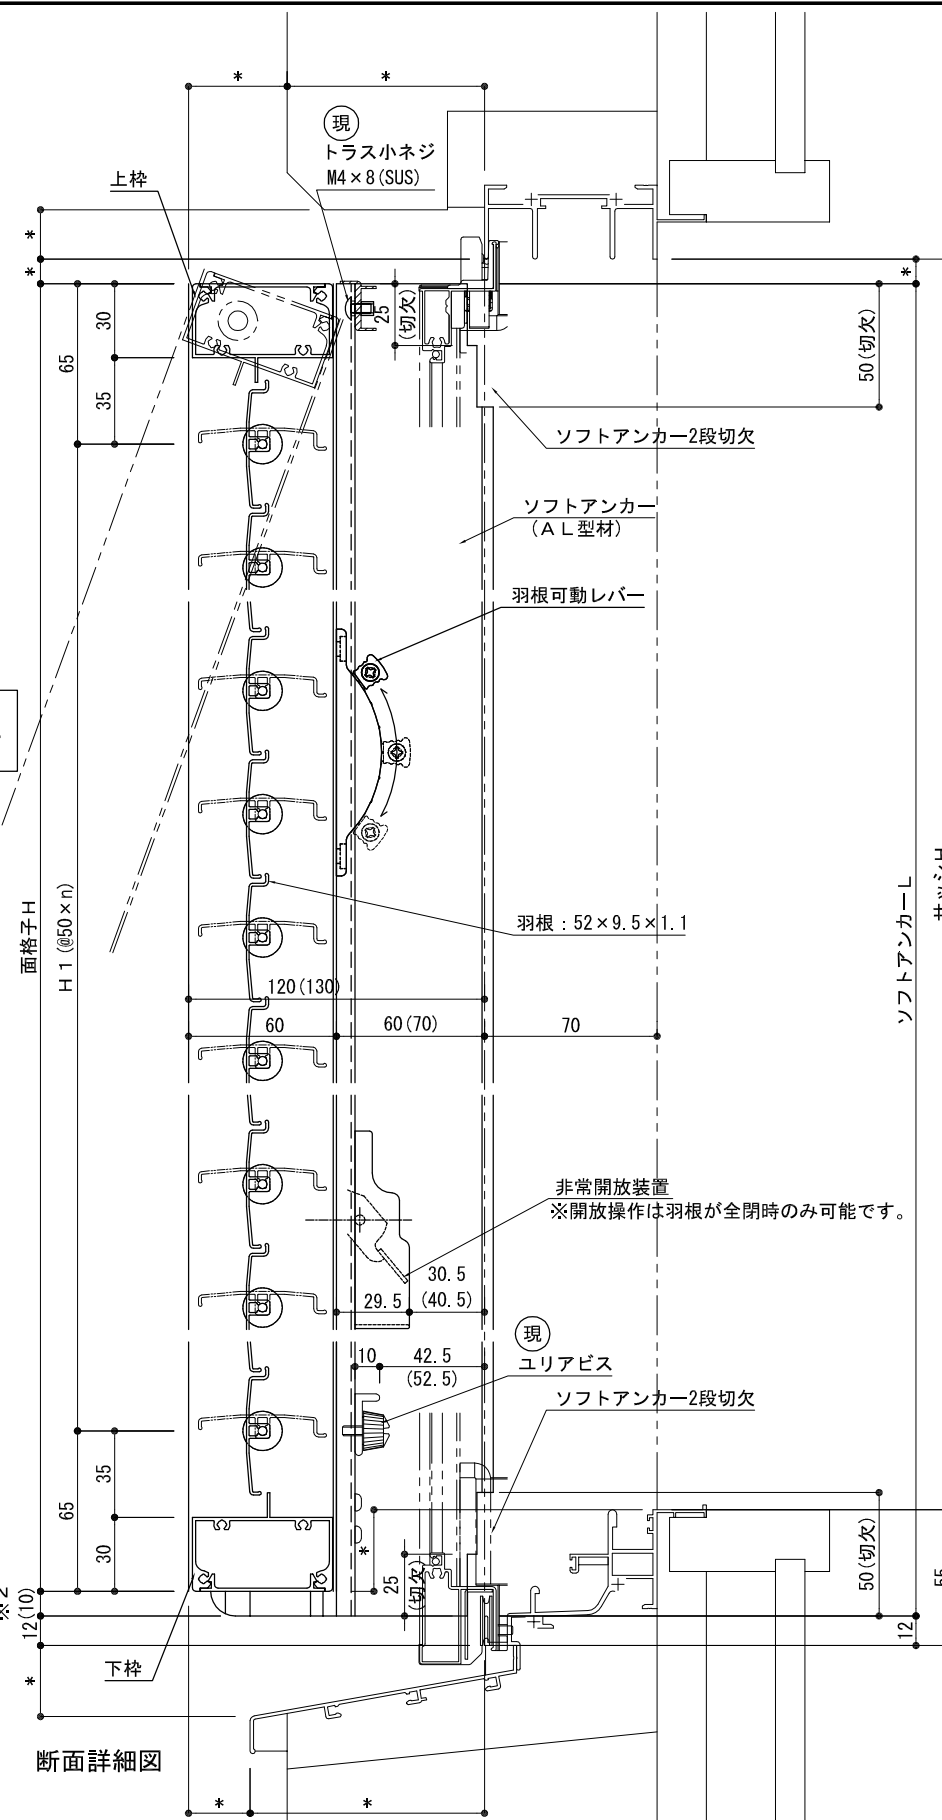 *
*
現
トラス小ネジ
M4×8(SUS)
上枠
*
*
*
30
65
35
25
(切欠)
50(切欠)
ソフトアンカー2段切欠
ソフトアンカー
(AL型材)
羽根可動レバー
面格子H
H1(@50×n)
羽根：52×9.5×1.1
ソフトアンカーL
120(130)
60
60(70)
70
非常開放装置
※開放操作は羽根が全閉時のみ可能です。
30.5
29.5
(40.5)
現
ユリアビス
10
42.5
(52.5)
ソフトアンカー2段切欠
35
65
30
*
25
(切欠)
50(切欠)
55
※2
12(10)
12
*
下枠
断面詳細図
*
*